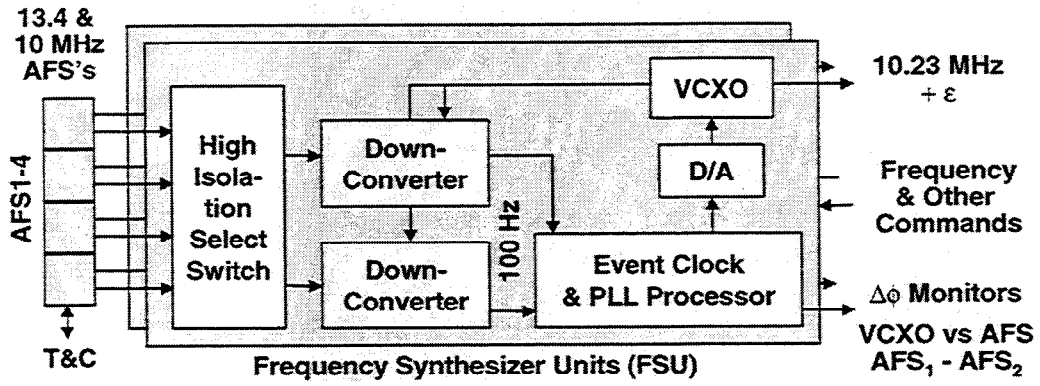 13.4 &
10 MHz
AFS's
AFS1-4
T&C
High
Isola-
tion
Select
Switch
Down-
Converter
Down-
Converter
100 Hz
VCXO
D/A
Event Clock
& PLL Processor
Frequency Synthesizer Units (FSU)
10.23 MHz
+ ε
Frequency
& Other
Commands
Δϕ Monitors
VCXO vs AFS
AFS₁ - AFS₂